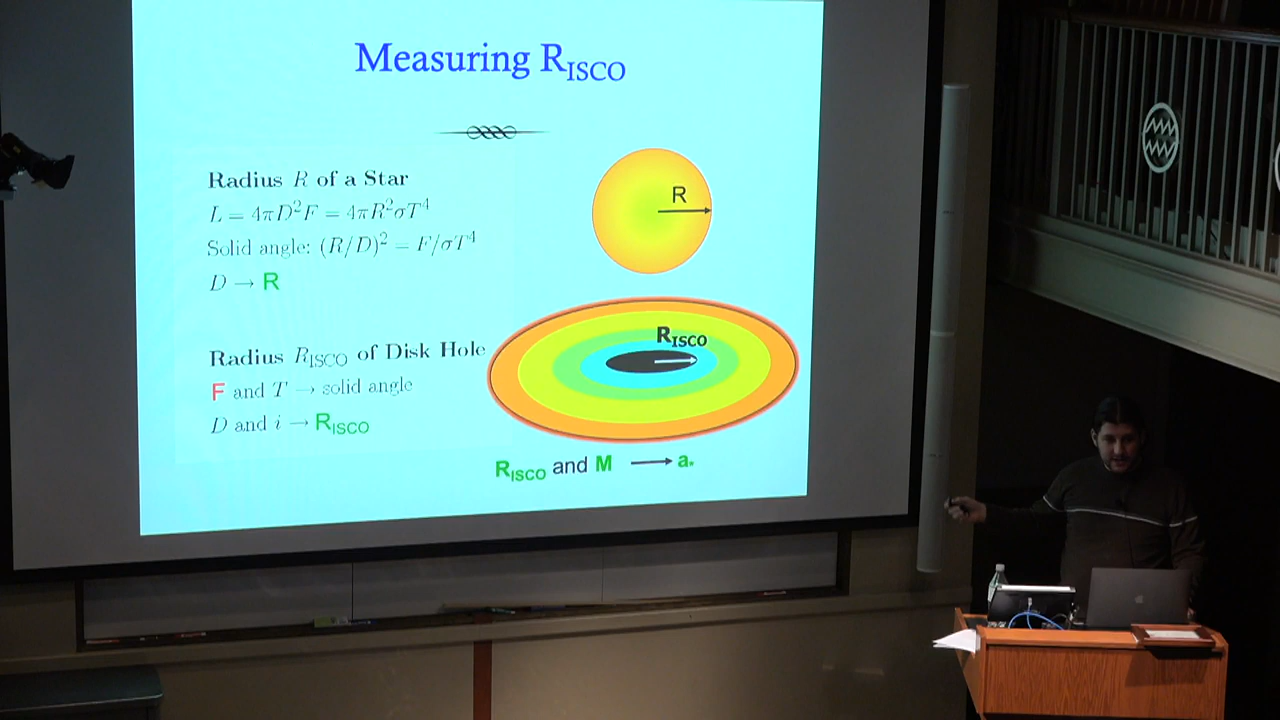 Measuring R_ISCO
Radius R of a Star
L = 4πD²F = 4πR²σT⁴
Solid angle: (R/D)² = F/σT⁴
D → R
R
Radius R_ISCO of Disk Hole
F and T → solid angle
D and i → R_ISCO
R_ISCO
R_ISCO and M → a*